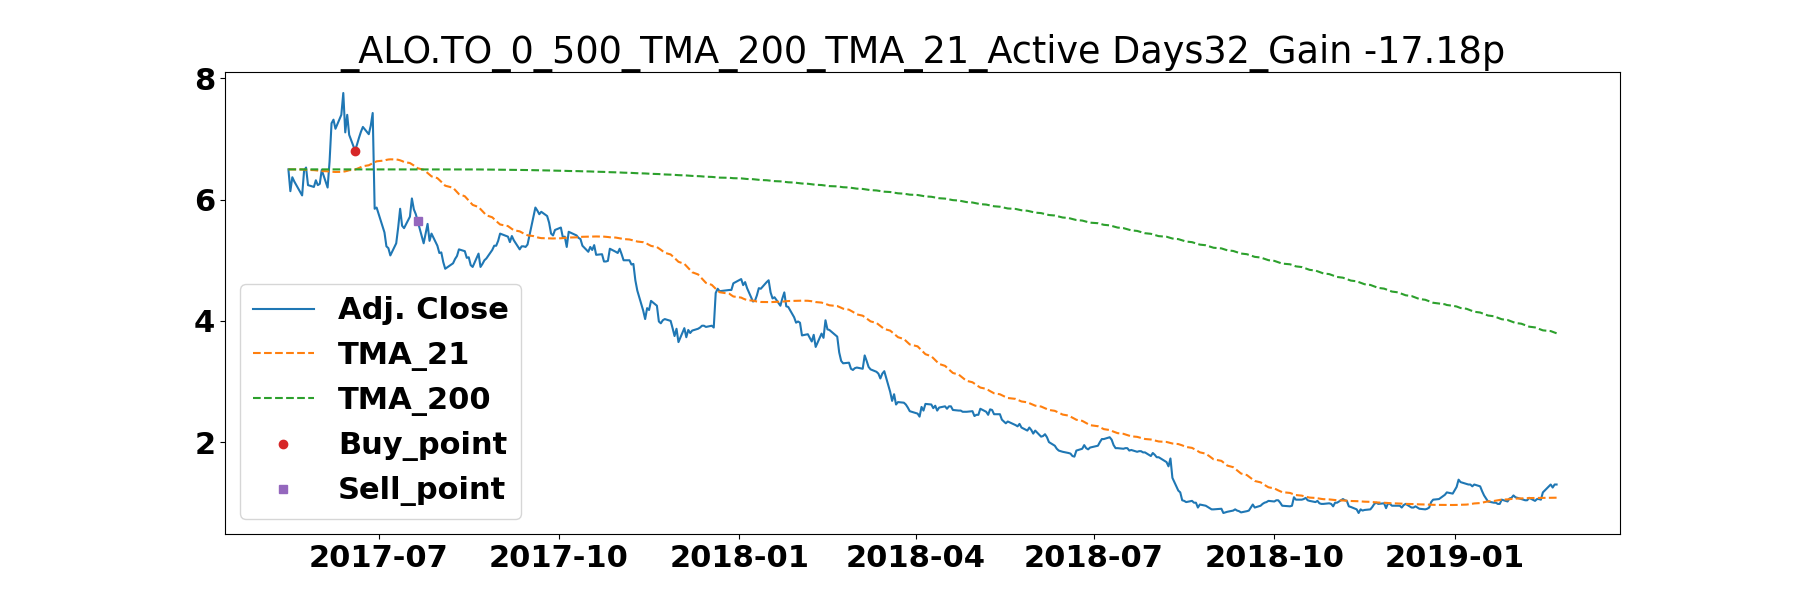 _ALO.TO_0_500_TMA_200_TMA_21_Active Days32_Gain -17.18p
8
6
4
2
Adj. Close
TMA_21
TMA_200
Buy_point
Sell_point
2017-07 2017-10 2018-01 2018-04 2018-07 2018-10 2019-01